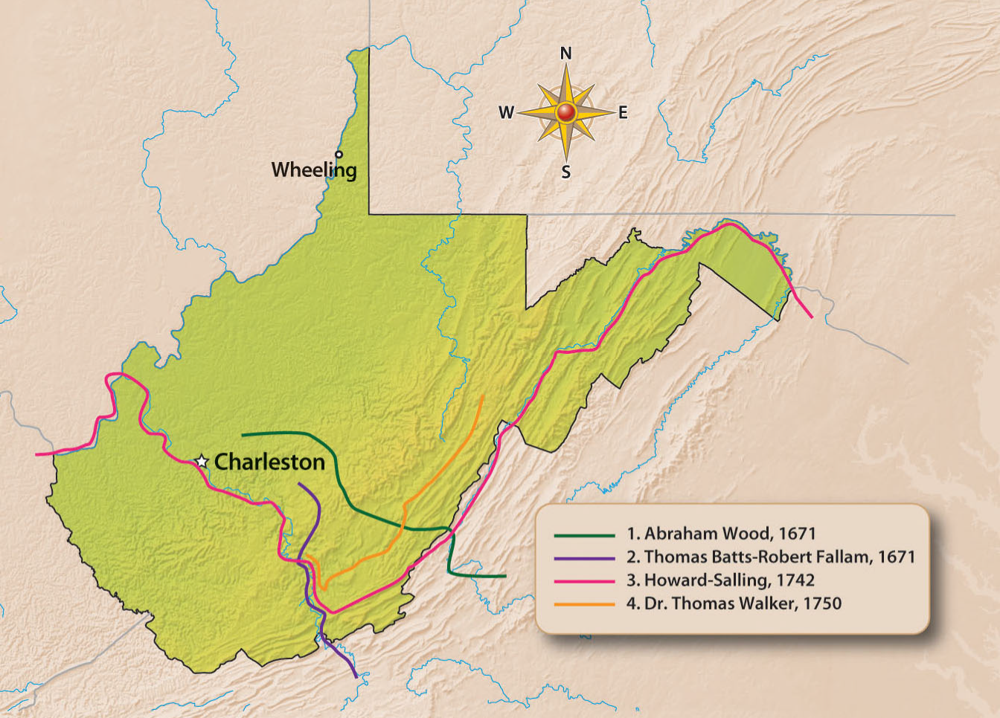 N
W E
S
Wheeling
Charleston
1. Abraham Wood, 1671
2. Thomas Batts-Robert Fallam, 1671
3. Howard-Salling, 1742
4. Dr. Thomas Walker, 1750